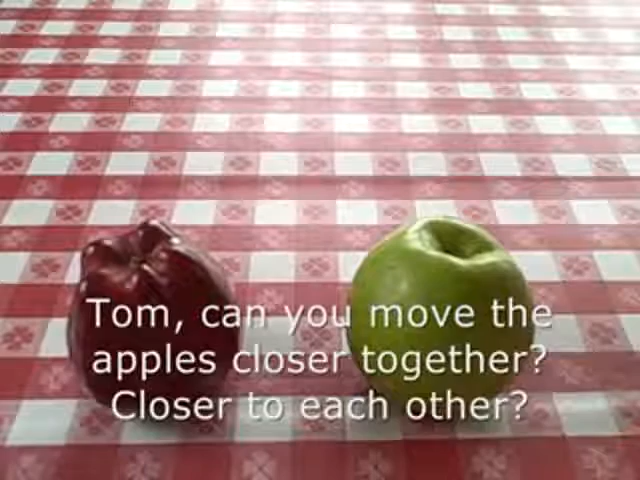 Tom, can you move the
apples closer together?
Closer to each other?